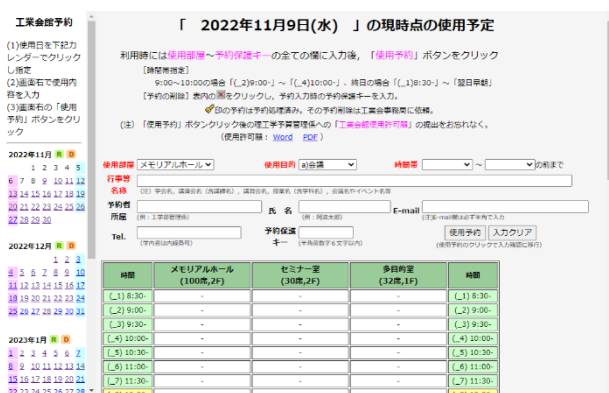 工業会館予約
(1)使用日を下記カ
レンダーでクリック
し指定
(2)画面右で使用内
容を入力
(3)画面右の「使用
予約」ボタンをクリ
ック
2022年11月 R D
1 2 3 4 5
6 7 8 9 10 11 12
13 14 15 16 17 18 19
20 21 22 23 24 25 26
27 28 29 30
2022年12月 R D
1 2 3
4 5 6 7 8 9 10
11 12 13 14 15 16 17
18 19 20 21 22 23 24
25 26 27 28 29 30 31
2023年1月 R D
1 2 3 4 5 6 7
8 9 10 11 12 13 14
15 16 17 18 19 20 21
22 23 24 25 26 27 28
「 2022年11月9日(水) 」の現時点の使用予定
利用時には使用部屋～予約保護キーの全ての欄に入力後，「使用予約」ボタンをクリック
［時間帯指定］
9:00～10:00の場合「(_2)9:00-」～「(_4)10:00-」、終日の場合「(_1)8:30-」～「翌日早朝」
［予約の削除］表内の をクリックし，予約入力時の予約保護キーを入力。
印の予約は予約処理済み。その予約削除は工業会事務局に依頼。
(注) 「使用予約」ボタンクリック後の理工学部予算管理係への「工業会館使用許可願」の提出をお忘れなく。
(使用許可願： Word PDF )
使用部屋 メモリアルホール 使用目的 a)会議 時間帯 ～ の前まで
行事等
名称 (注) 学会名、講演会名（含講師名）、講習会名、授業名（含学科名）、会議名やイベント名等
予約者
所属 (例：工学部管理係) 氏 名 (例：阿波太郎) E-mail (注)E-mail欄は必ず半角で入力
Tel. (学内者は内線番号) 予約保護
キー (半角英数字６文字以内) 使用予約 入力クリア
(使用予約のクリックで入力確認に移行)
時間 メモリアルホール
(100席,2F) セミナー室
(30席,2F) 多目的室
(32席,1F) 時間
(_1) 8:30- - - - (_1) 8:30-
(_2) 9:00- - - - (_2) 9:00-
(_3) 9:30- - - - (_3) 9:30-
(_4) 10:00- - - - (_4) 10:00-
(_5) 10:30- - - - (_5) 10:30-
(_6) 11:00- - - - (_6) 11:00-
(_7) 11:30- - - - (_7) 11:30-